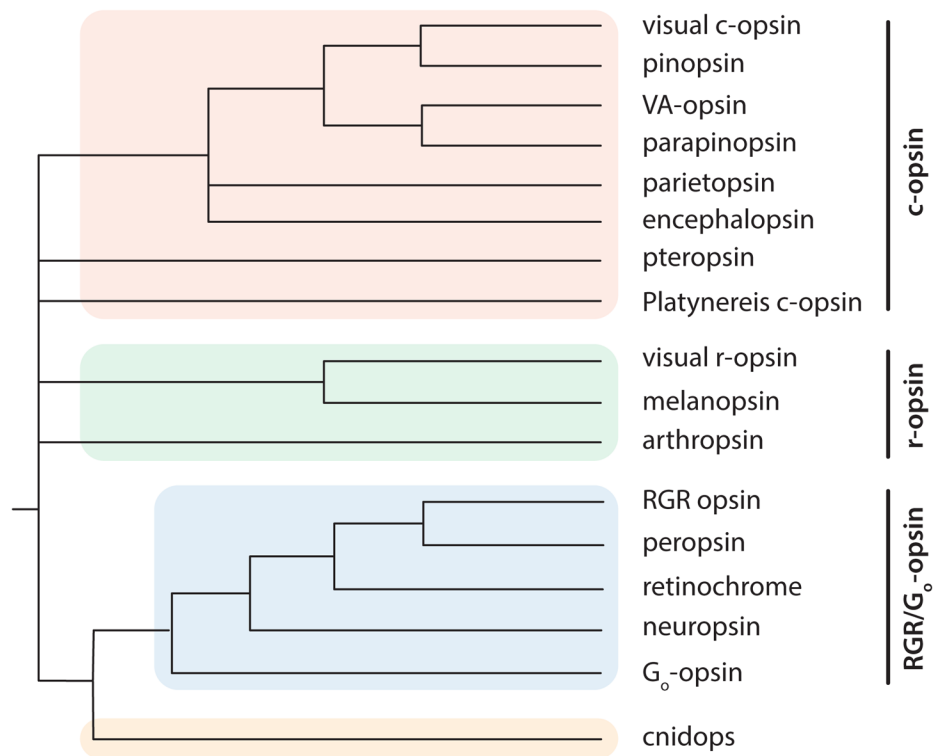 visual c-opsin
pinopsin
VA-opsin
parapinopsin
parietopsin
encephalopsin
pteropsin
Platynereis c-opsin
c-opsin
visual r-opsin
melanopsin
arthropsin
r-opsin
RGR opsin
peropsin
retinochrome
neuropsin
Go-opsin
RGR/Go-opsin
cnidops